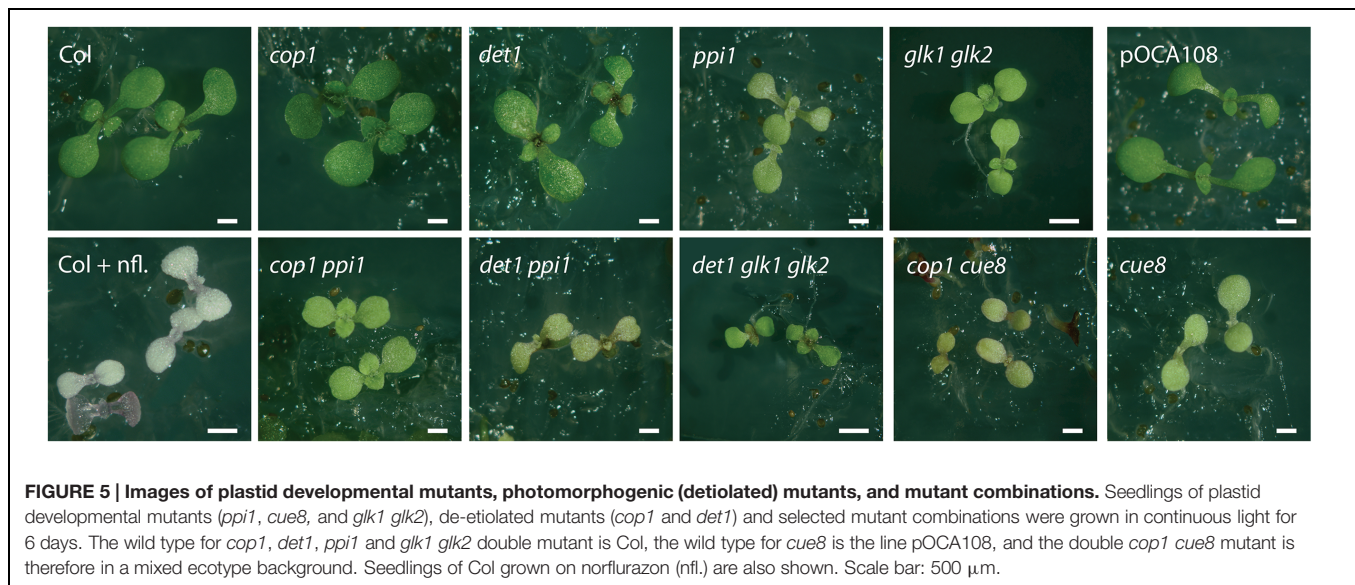 Col
cop1
det1
ppi1
glk1 glk2
pOCA108
Col + nfl.
cop1 ppi1
det1 ppi1
det1 glk1 glk2
cop1 cue8
cue8
FIGURE 5 | Images of plastid developmental mutants, photomorphogenic (detiolated) mutants, and mutant combinations. Seedlings of plastid
developmental mutants (ppi1, cue8, and glk1 glk2), de-etiolated mutants (cop1 and det1) and selected mutant combinations were grown in continuous light for
6 days. The wild type for cop1, det1, ppi1 and glk1 glk2 double mutant is Col, the wild type for cue8 is the line pOCA108, and the double cop1 cue8 mutant is
therefore in a mixed ecotype background. Seedlings of Col grown on norflurazon (nfl.) are also shown. Scale bar: 500 μm.